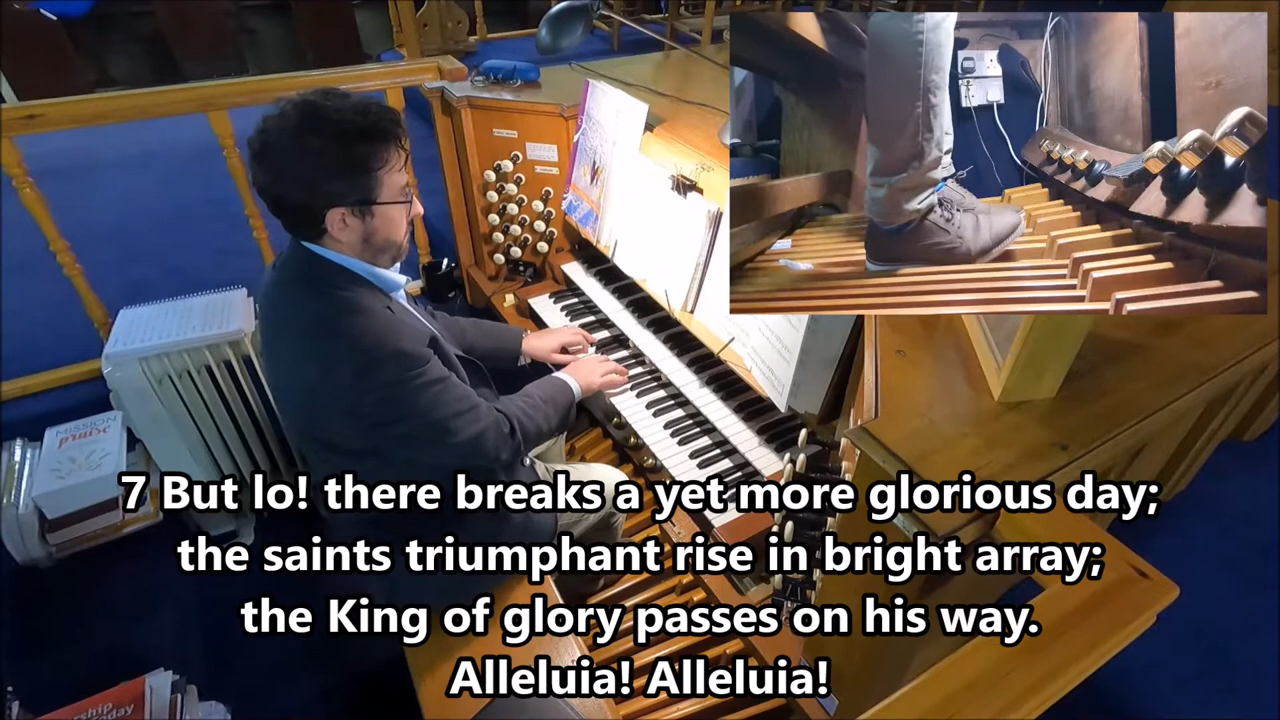 MISSION
praise
7 But lo! there breaks a yet more glorious day;
the saints triumphant rise in bright array;
the King of glory passes on his way.
Alleluia! Alleluia!